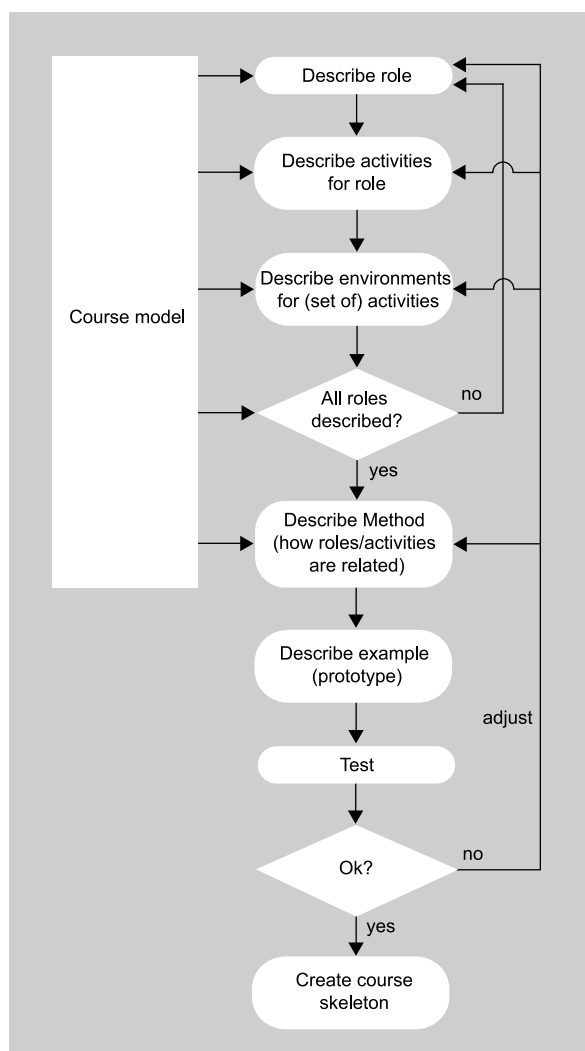 Describe role
Describe activities
for role
Describe environments
for (set of) activities
Course model
All roles
described?
no
yes
Describe Method
(how roles/activities
are related)
Describe example
(prototype)
adjust
Test
Ok?
no
yes
Create course
skeleton